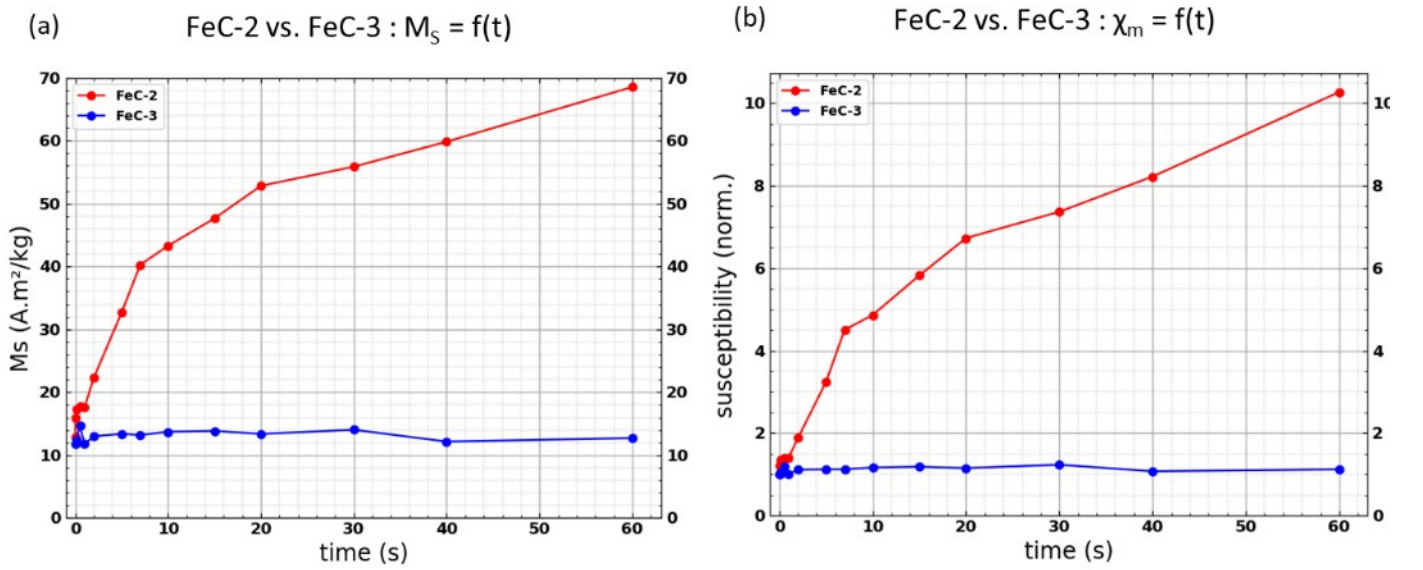 (a) FeC-2 vs. FeC-3 : M_S = f(t)
70 70
FeC-2
FeC-3
60 60
50 50
40 40
30 30
20 20
10 10
0 0
Ms (A.m²/kg)
0 10 20 30 40 50 60
time (s)
(b) FeC-2 vs. FeC-3 : χ_m = f(t)
FeC-2
FeC-3
10 10
8 8
6 6
4 4
2 2
0 0
susceptibility (norm.)
0 10 20 30 40 50 60
time (s)